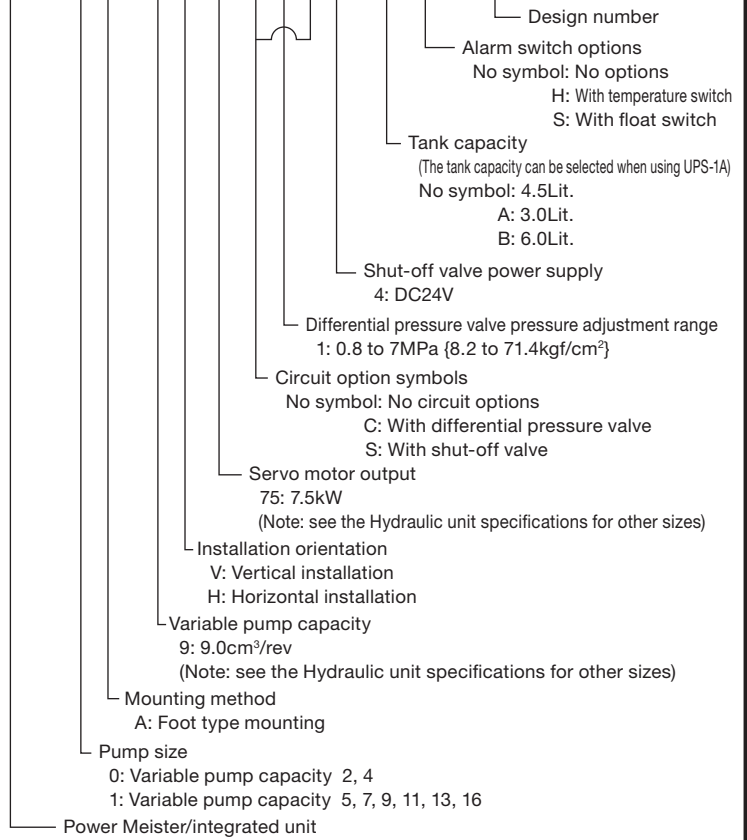 Design number
Alarm switch options
No symbol: No options
H: With temperature switch
S: With float switch
Tank capacity
(The tank capacity can be selected when using UPS-1A)
No symbol: 4.5Lit.
A: 3.0Lit.
B: 6.0Lit.
Shut-off valve power supply
4: DC24V
Differential pressure valve pressure adjustment range
1: 0.8 to 7MPa {8.2 to 71.4kgf/cm²}
Circuit option symbols
No symbol: No circuit options
C: With differential pressure valve
S: With shut-off valve
Servo motor output
75: 7.5kW
(Note: see the Hydraulic unit specifications for other sizes)
Installation orientation
V: Vertical installation
H: Horizontal installation
Variable pump capacity
9: 9.0cm³/rev
(Note: see the Hydraulic unit specifications for other sizes)
Mounting method
A: Foot type mounting
Pump size
0: Variable pump capacity 2, 4
1: Variable pump capacity 5, 7, 9, 11, 13, 16
Power Meister/integrated unit